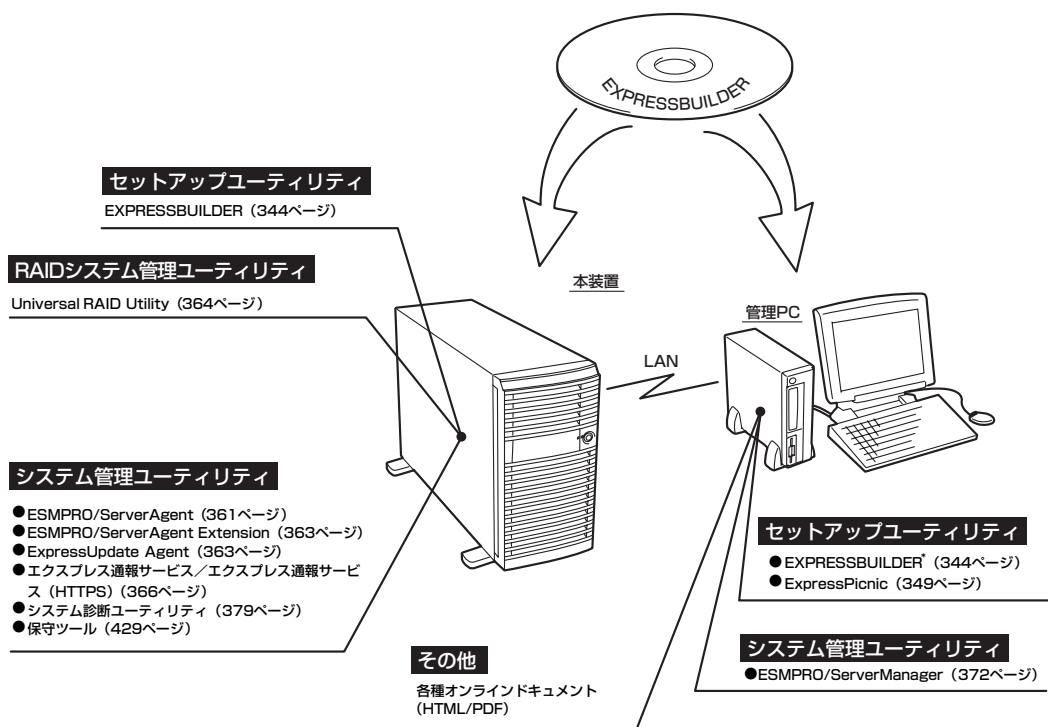 EXPRESSBUILDER
セットアップユーティリティ
EXPRESSBUILDER（344ページ）
RAIDシステム管理ユーティリティ
Universal RAID Utility（364ページ）
本装置
管理PC
LAN
システム管理ユーティリティ
●ESMPRO/ServerAgent（361ページ）
●ESMPRO/ServerAgent Extension（363ページ）
●ExpressUpdate Agent（363ページ）
●エクスプレス通報サービス／エクスプレス通報サービ
ス（HTTPS）（366ページ）
●システム診断ユーティリティ（379ページ）
●保守ツール（429ページ）
セットアップユーティリティ
●EXPRESSBUILDER*（344ページ）
●ExpressPicnic（349ページ）
システム管理ユーティリティ
●ESMPRO/ServerManager（372ページ）
その他
各種オンラインドキュメント
（HTML/PDF）